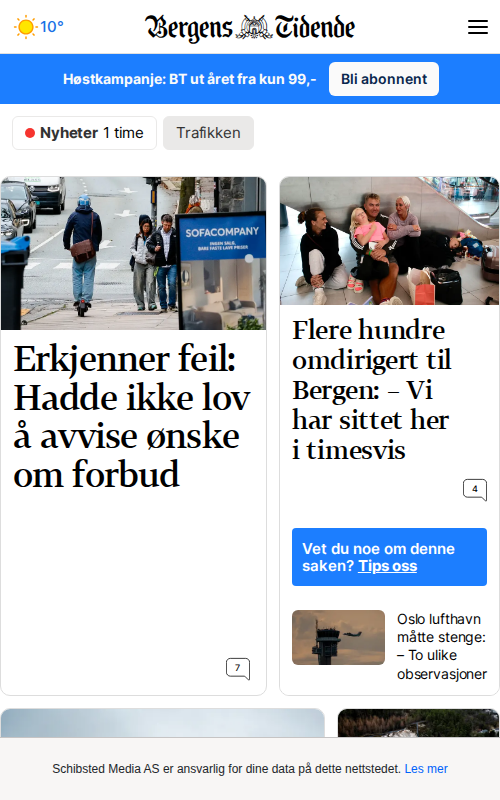 10°
Bergens Tidende
Høstkampanje: BT ut året fra kun 99,-
Bli abonnent
Nyheter 1 time
Trafikken
SOFACOMPANY
Erkjenner feil:
Hadde ikke lov
å avvise ønske
om forbud
7
Flere hundre
omdirigert til
Bergen: – Vi
har sittet her
i timesvis
4
Vet du noe om denne
saken? Tips oss
Oslo lufthavn
måtte stenge:
– To ulike
observasjoner
Schibsted Media AS er ansvarlig for dine data på dette nettstedet. Les mer